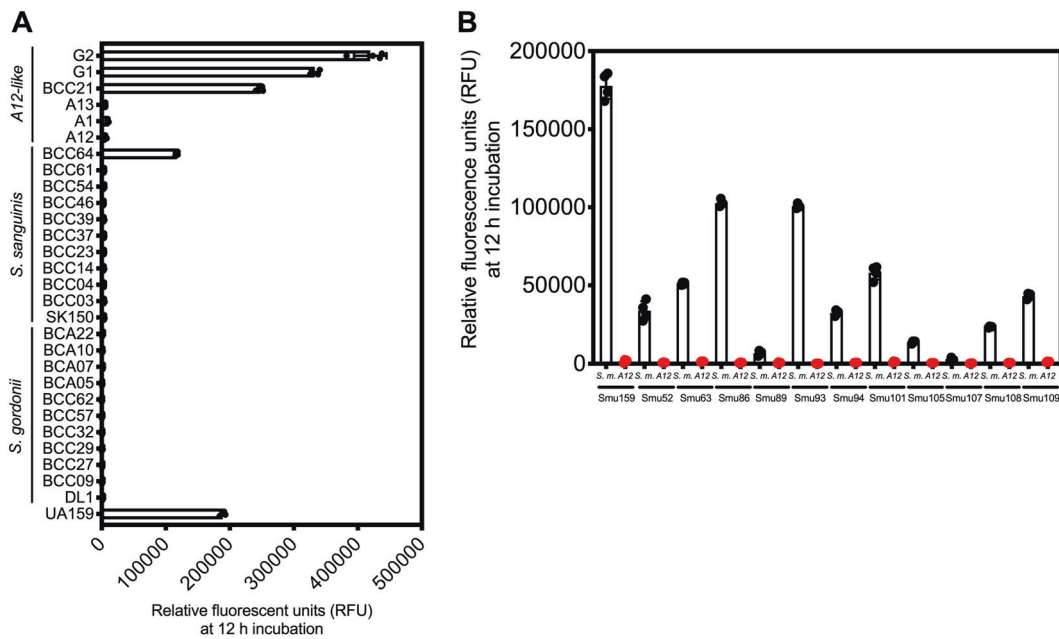 A
A12-like
G2
G1
BCC21
A13
A1
A12
S. sanguinis
BCC64
BCC61
BCC54
BCC46
BCC39
BCC37
BCC23
BCC14
BCC04
BCC03
SK150
S. gordonii
BCA22
BCA10
BCA07
BCA05
BCC62
BCC57
BCC32
BCC29
BCC27
BCC09
DL1
UA159
0 100000 200000 300000 400000 500000
Relative fluorescent units (RFU)
at 12 h incubation
B
Relative fluorescence units (RFU)
at 12 h incubation
200000
150000
100000
50000
0
S. m. A12 S. m. A12 S. m. A12 S. m. A12 S. m. A12 S. m. A12 S. m. A12 S. m. A12 S. m. A12 S. m. A12 S. m. A12 S. m. A12
Smu159 Smu52 Smu63 Smu86 Smu89 Smu93 Smu94 Smu101 Smu105 Smu107 Smu108 Smu109